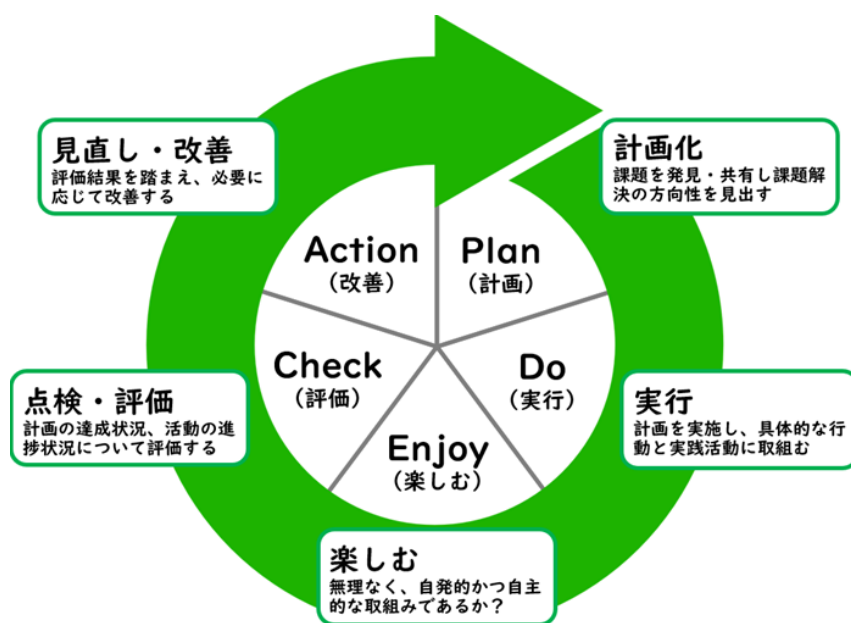 見直し・改善
評価結果を踏まえ、必要に
応じて改善する
計画化
課題を発見・共有し課題解
決の方向性を見出す
Action
（改善）
Plan
（計画）
Check
（評価）
Do
（実行）
Enjoy
（楽しむ）
点検・評価
計画の達成状況、活動の進
捗状況について評価する
実行
計画を実施し、具体的な行
動と実践活動に取組む
楽しむ
無理なく、自発的かつ自主
的な取組みであるか？